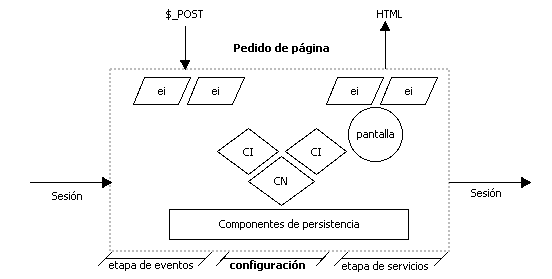 $_POST
HTML
Pedido de página
ei
ei
ei
ei
pantalla
CI
CI
CN
Sesión
Sesión
Componentes de persistencia
etapa de eventos
configuración
etapa de servicios